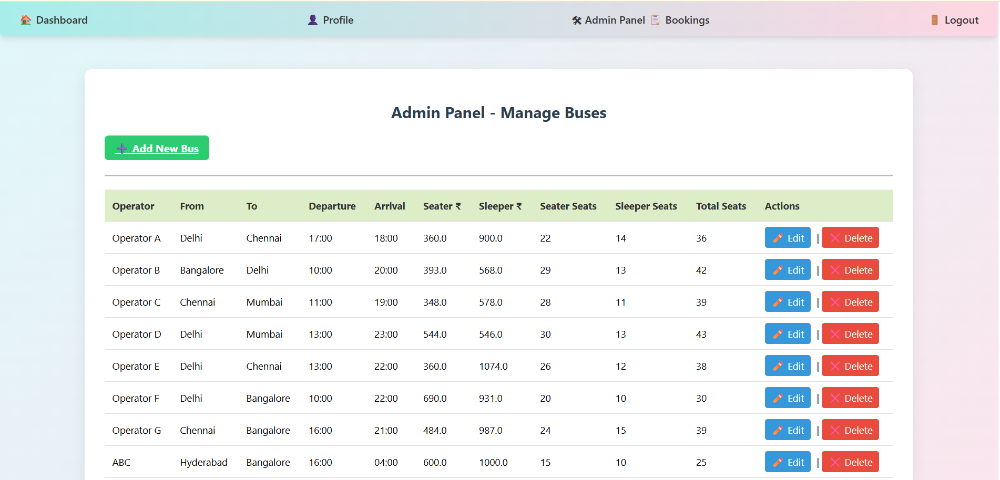 🏠 Dashboard 👤 Profile 🛠 Admin Panel 📋 Bookings 🚪 Logout
Admin Panel - Manage Buses
➕ Add New Bus
Operator From To Departure Arrival Seater ₹ Sleeper ₹ Seater Seats Sleeper Seats Total Seats Actions
Operator A Delhi Chennai 17:00 18:00 360.0 900.0 22 14 36 ✏️ Edit | ❌ Delete
Operator B Bangalore Delhi 10:00 20:00 393.0 568.0 29 13 42 ✏️ Edit | ❌ Delete
Operator C Chennai Mumbai 11:00 19:00 348.0 578.0 28 11 39 ✏️ Edit | ❌ Delete
Operator D Delhi Mumbai 13:00 23:00 544.0 546.0 30 13 43 ✏️ Edit | ❌ Delete
Operator E Delhi Chennai 13:00 22:00 360.0 1074.0 26 12 38 ✏️ Edit | ❌ Delete
Operator F Delhi Bangalore 10:00 22:00 690.0 931.0 20 10 30 ✏️ Edit | ❌ Delete
Operator G Chennai Bangalore 16:00 21:00 484.0 987.0 24 15 39 ✏️ Edit | ❌ Delete
ABC Hyderabad Bangalore 16:00 04:00 600.0 1000.0 15 10 25 ✏️ Edit | ❌ Delete